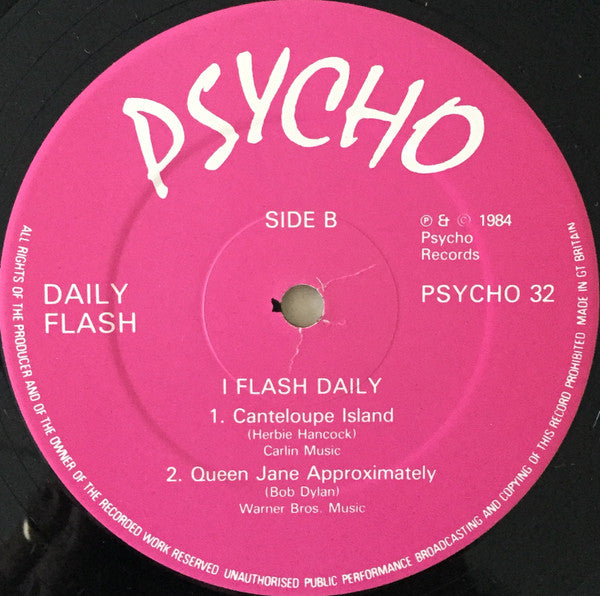 PSYCHO
SIDE B
℗ & © 1984
Psycho
Records
DAILY
FLASH
PSYCHO 32
I FLASH DAILY
1. Canteloupe Island
(Herbie Hancock)
Carlin Music
2. Queen Jane Approximately
(Bob Dylan)
Warner Bros. Music
ALL RIGHTS OF THE PRODUCER AND OF THE OWNER OF THE RECORDED WORK RESERVED UNAUTHORISED PUBLIC PERFORMANCE BROADCASTING AND COPYING OF THIS RECORD PROHIBITED MADE IN GT BRITAIN